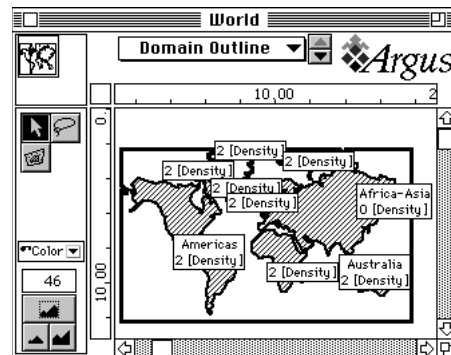 World
Domain Outline
Argus
10,00
2
0,
10,00
2 [Density]
2 [Density]
2 [Density]
2 [Density]
2 [Density]
Africa-Asia
0 [Density]
Americas
2 [Density]
2 [Density]
Australia
2 [Density]
Color
46